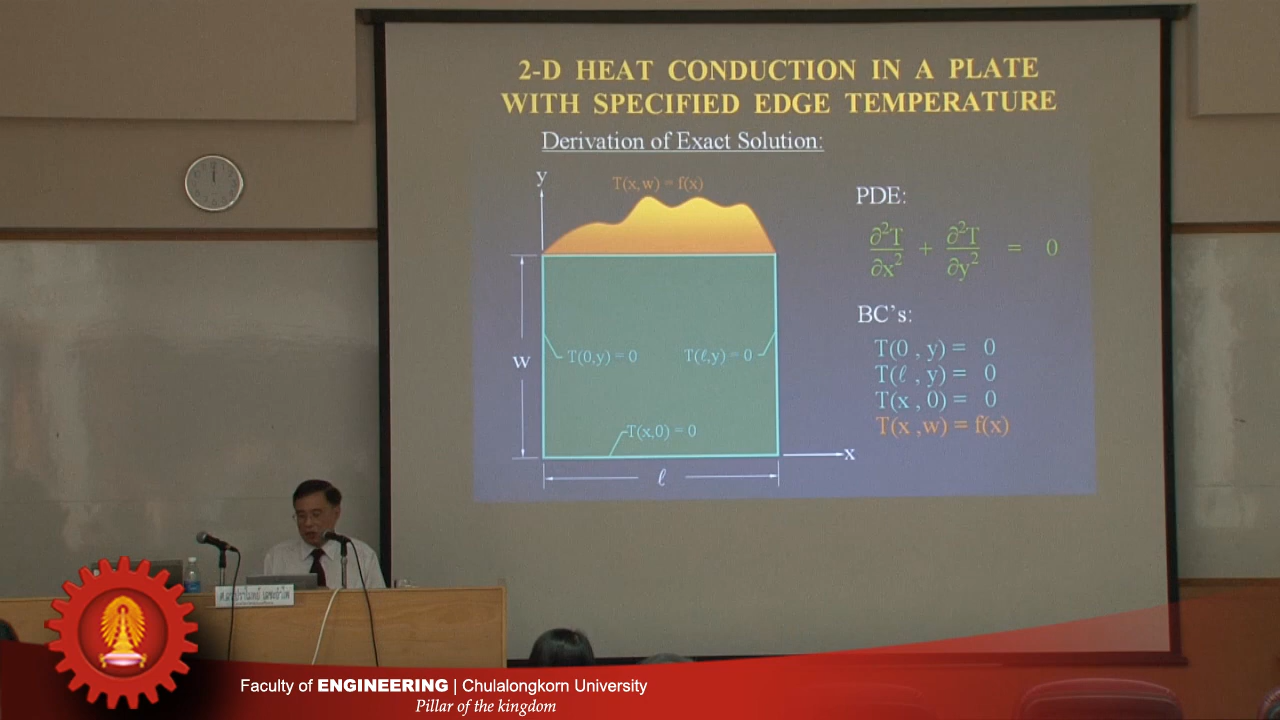 2-D HEAT CONDUCTION IN A PLATE
WITH SPECIFIED EDGE TEMPERATURE
Derivation of Exact Solution:
y
T(x,w) = f(x)
w
T(0,y) = 0
T(ℓ,y) = 0
T(x,0) = 0
x
ℓ
PDE:
∂²T/∂x² + ∂²T/∂y² = 0
BC's:
T(0 , y) = 0
T(ℓ , y) = 0
T(x , 0) = 0
T(x ,w) = f(x)
Faculty of ENGINEERING | Chulalongkorn University
Pillar of the kingdom